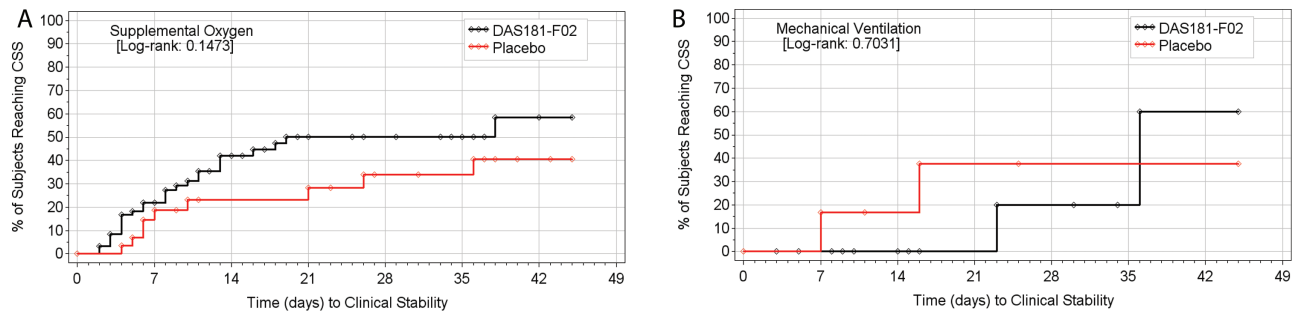 A
Supplemental Oxygen
[Log-rank: 0.1473]
DAS181-F02
Placebo
% of Subjects Reaching CSS
100
90
80
70
60
50
40
30
20
10
0
0 7 14 21 28 35 42 49
Time (days) to Clinical Stability
B
Mechanical Ventilation
[Log-rank: 0.7031]
DAS181-F02
Placebo
% of Subjects Reaching CSS
100
90
80
70
60
50
40
30
20
10
0
0 7 14 21 28 35 42 49
Time (days) to Clinical Stability